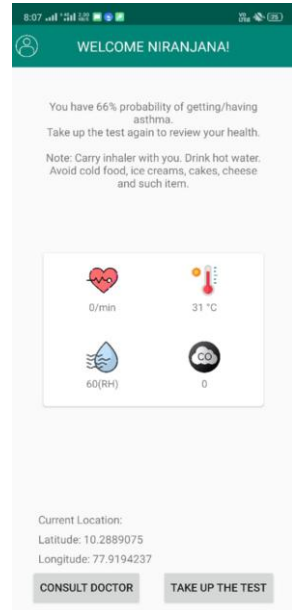 8:07
WELCOME NIRANJANA!
You have 66% probability of getting/having
asthma.
Take up the test again to review your health.
Note: Carry inhaler with you. Drink hot water.
Avoid cold food, ice creams, cakes, cheese
and such item.
0/min
31 °C
CO
60(RH)
0
Current Location:
Latitude: 10.2889075
Longitude: 77.9194237
CONSULT DOCTOR
TAKE UP THE TEST